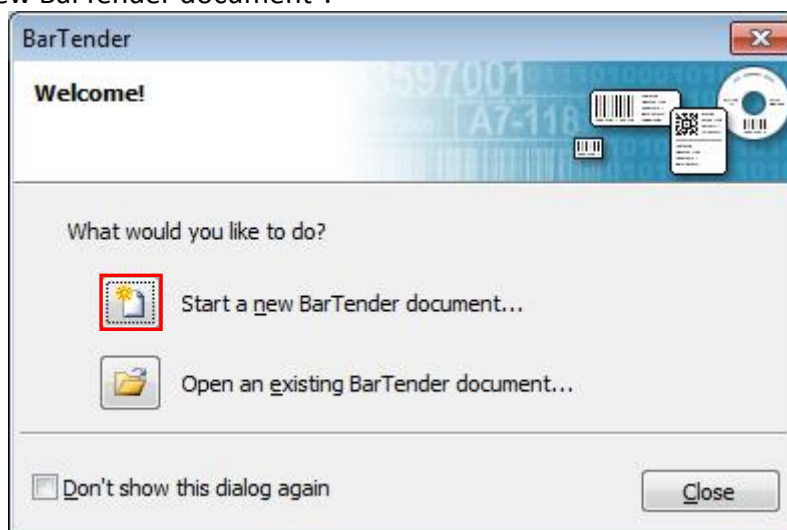 ew BarTender document".
BarTender
Welcome!
3597001
A7-118
What would you like to do?
Start a new BarTender document...
Open an existing BarTender document...
Don't show this dialog again
Close